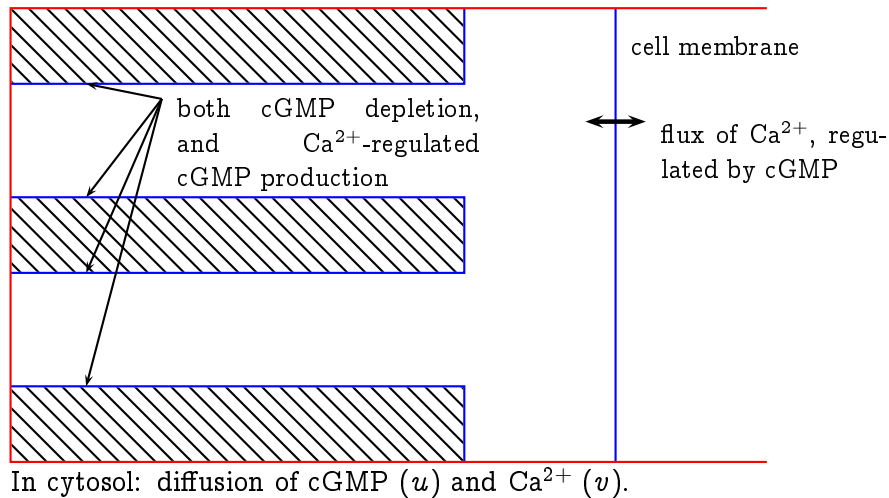 cell membrane
both cGMP depletion,
and Ca²⁺-regulated
cGMP production
flux of Ca²⁺, regu-
lated by cGMP
In cytosol: diffusion of cGMP (u) and Ca²⁺ (v).